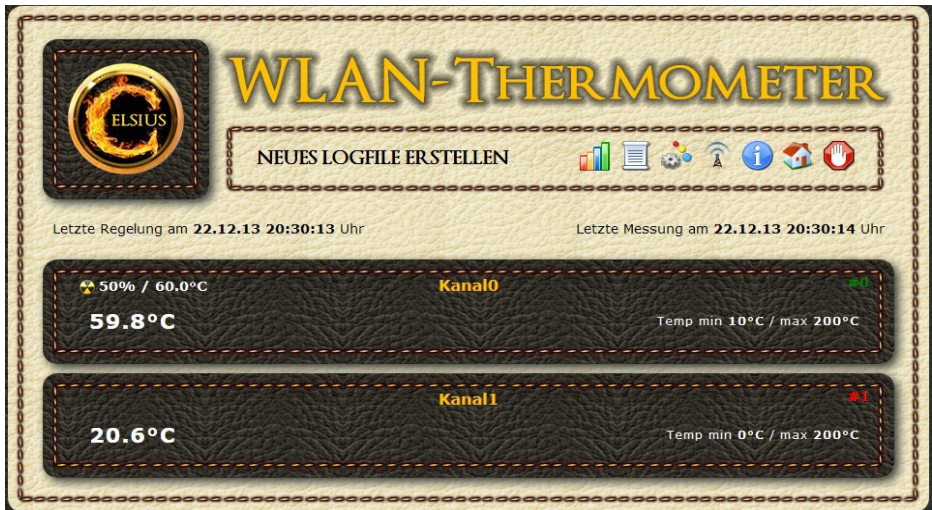 CELSIUS
WLAN-THERMOMETER
NEUES LOGFILE ERSTELLEN
Letzte Regelung am 22.12.13 20:30:13 Uhr
Letzte Messung am 22.12.13 20:30:14 Uhr
50% / 60.0°C
Kanal0
#0
59.8°C
Temp min 10°C / max 200°C
Kanal1
#1
20.6°C
Temp min 0°C / max 200°C